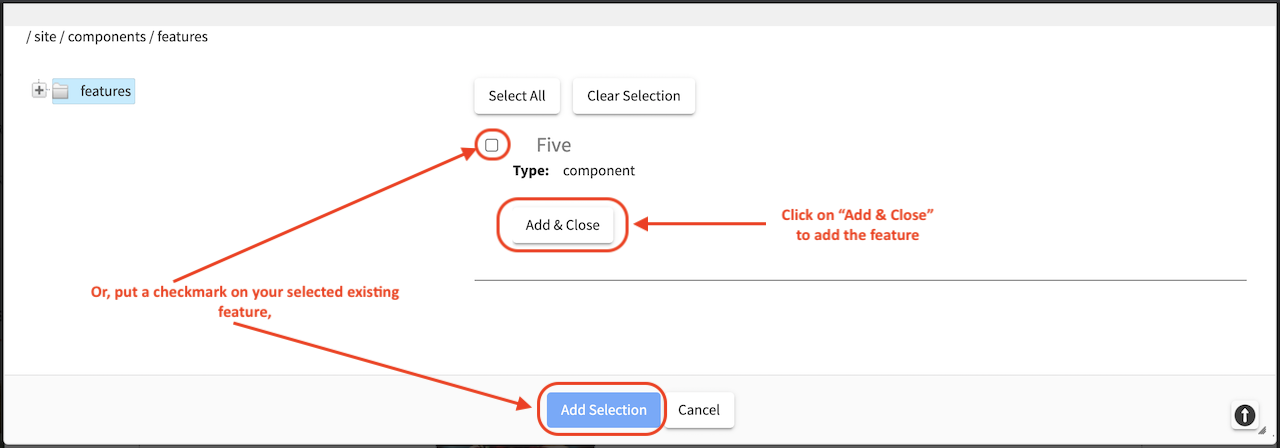 / site / components / features
features
Select All
Clear Selection
Five
Type: component
Add & Close
Click on “Add & Close”
to add the feature
Or, put a checkmark on your selected existing
feature,
Add Selection
Cancel